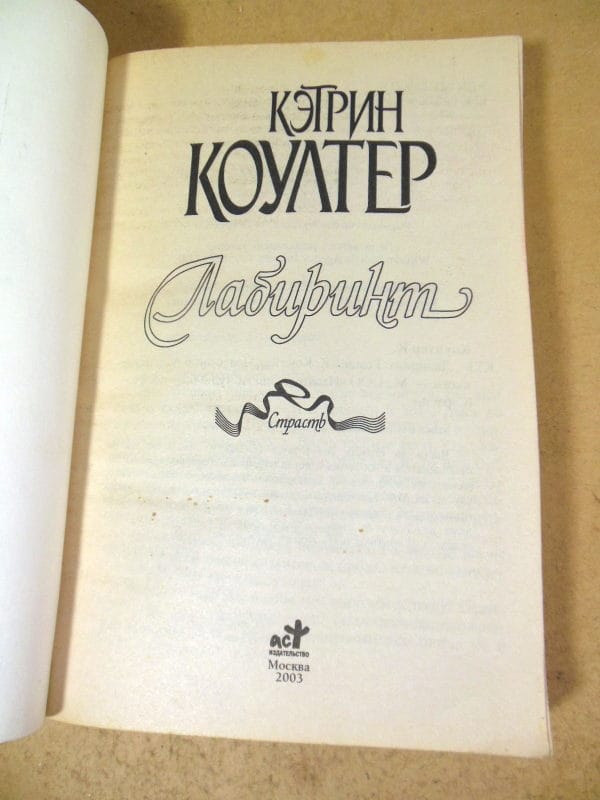 КЭТРИН
КОУЛТЕР
Лабиринт
Страсть
аст
ИЗДАТЕЛЬСТВО
Москва
2003